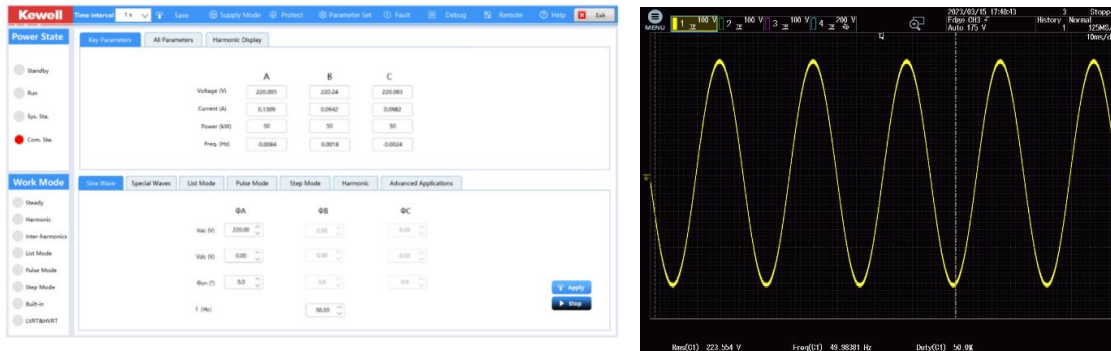 Kewell Time interval 1 s Save Supply Mode Protect Parameter Set Fault Debug Remote Help Exit
Power State
Standby
Run
Sys. Sta.
Com. Sta.
Key Parameters All Parameters Harmonic Display
A B C
Voltage (V) 220.005 220.24 220.083
Current (A) 0.1309 0.0942 0.0982
Power (kW) 50 50 50
Freq. (Hz) -0.0084 0.0018 -0.0024
Work Mode
Steady
Harmonic
Inter-harmonics
List Mode
Pulse Mode
Step Mode
Built-in
LVRT&HVRT
Sine Wave Special Waves List Mode Pulse Mode Step Mode Harmonic Advanced Applications
ΦA ΦB ΦC
Vac (V) 220.00 0.00 0.00
Vdc (V) 0.00 0.00 0.00
Φon (°) 0.0 0.0 0.0
f (Hz) 50.00
Apply
Stop
MENU 1 100 V 2 100 V 3 100 V 4 200 V
2023/03/15 17:40:43 3 Stopp
Edge CH3 History Normal
Auto 175 V 1 125MS/
10ms/d
Rms(C1) 223.554 V Freq(C1) 49.98381 Hz Duty(C1) 50.0%